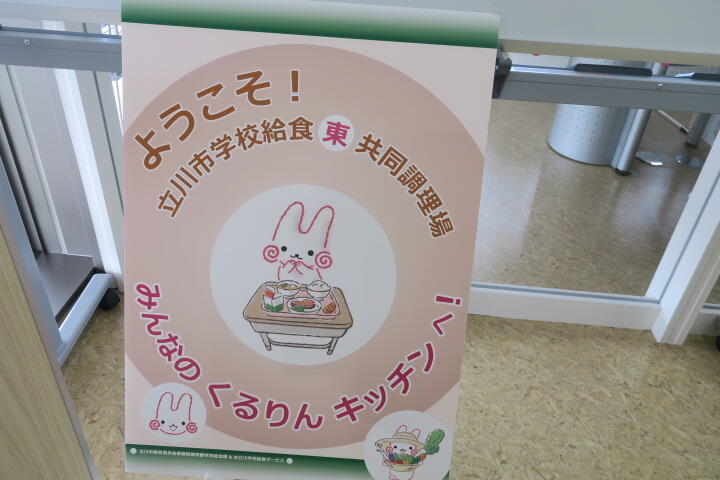 ようこそ！
立川市学校給食 東 共同調理場
みんなの くるりん キッチン へ！